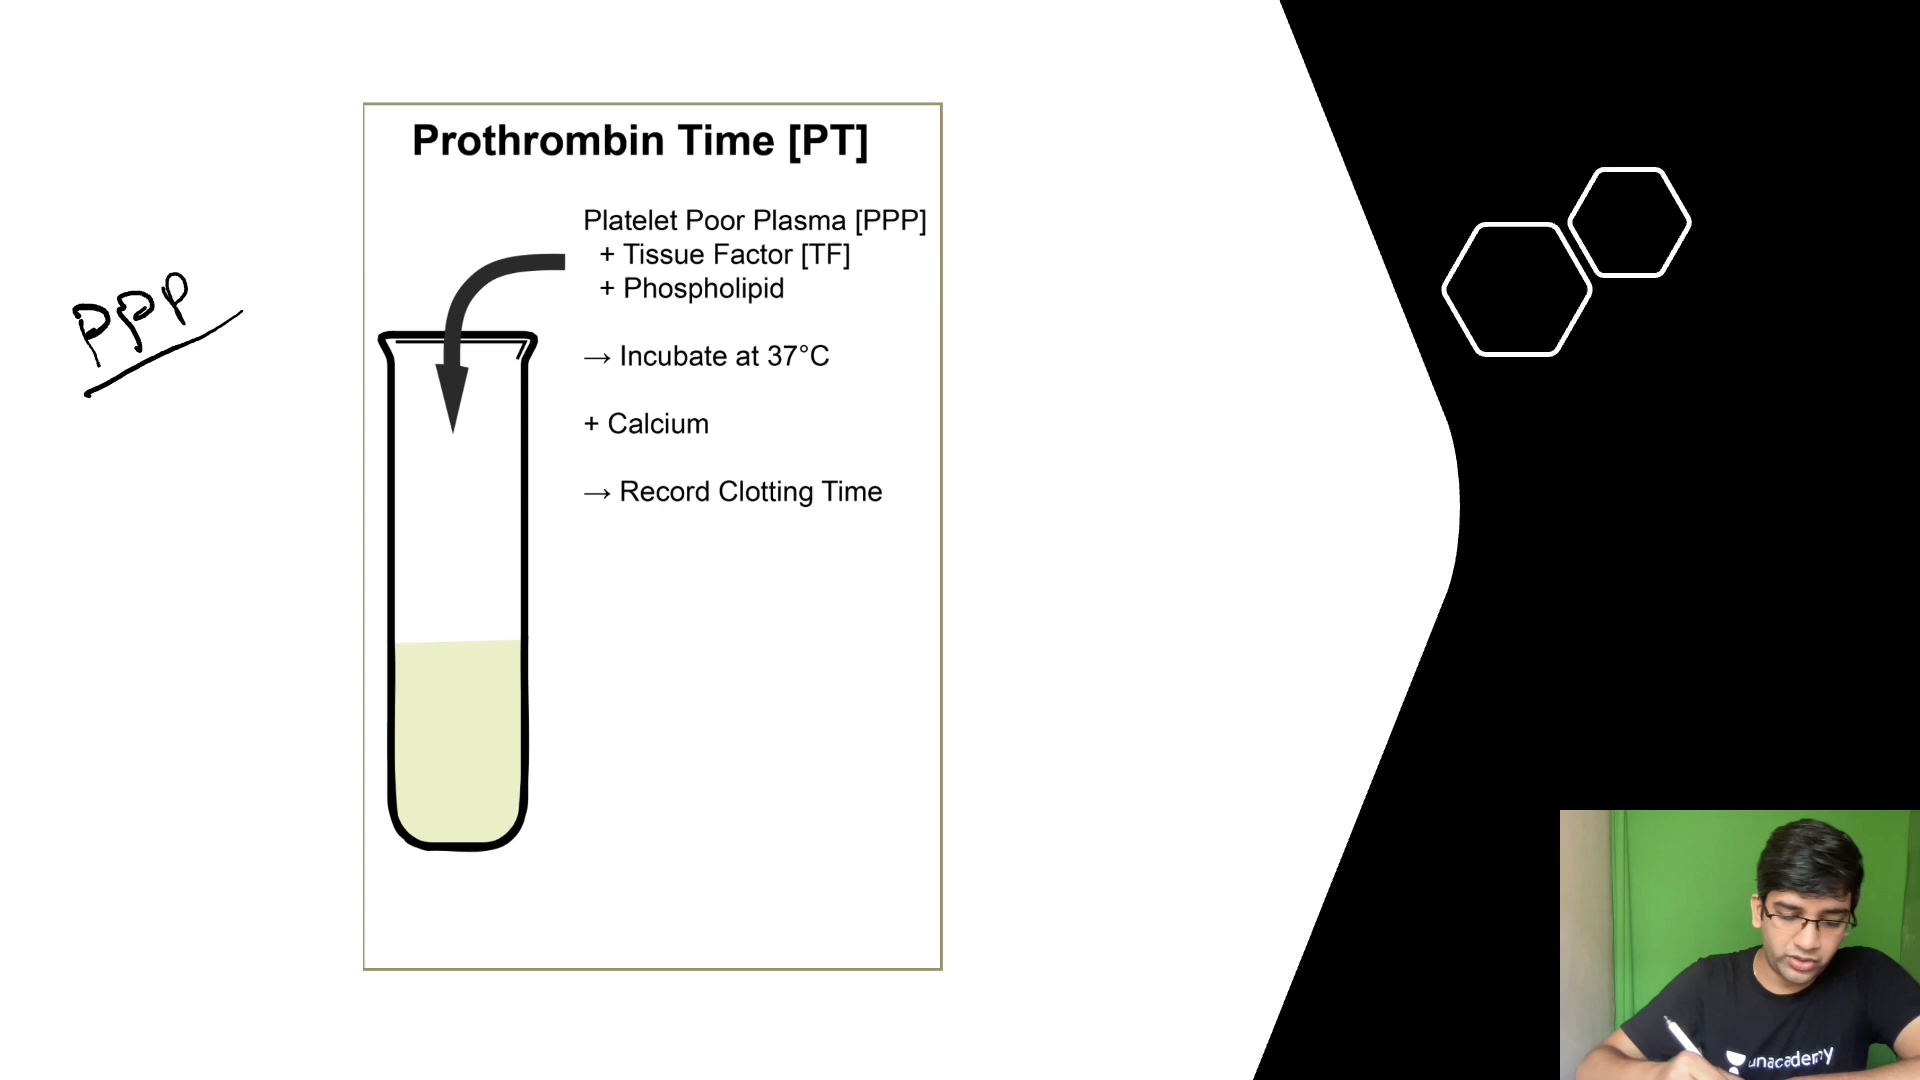 PPP
Prothrombin Time [PT]
Platelet Poor Plasma [PPP]
+ Tissue Factor [TF]
+ Phospholipid
→ Incubate at 37°C
+ Calcium
→ Record Clotting Time
unacademy